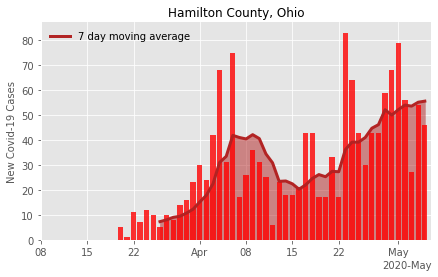 Hamilton County, Ohio
7 day moving average
New Covid-19 Cases
80
70
60
50
40
30
20
10
0
08 15 22 Apr 08 15 22 May
2020-May